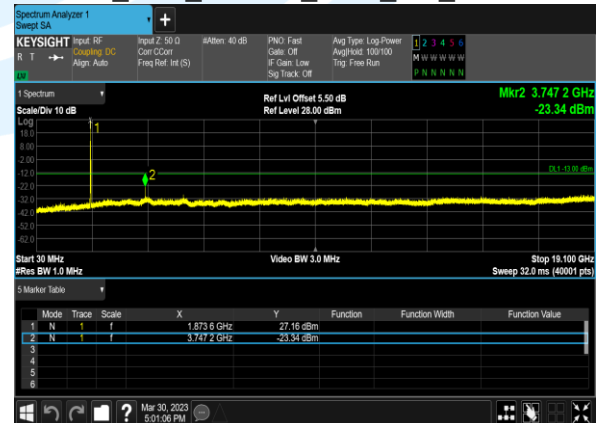 Spectrum Analyzer 1
Swept SA
+
KEYSIGHT Input: RF Input Z: 50 Ω #Atten: 40 dB PNO: Fast Avg Type: Log-Power 1 2 3 4 5 6
R T Coupling: DC Corr CCorr Gate: Off Avg|Hold: 100/100 M W W W W W
Align: Auto Freq Ref: Int (S) IF Gain: Low Trig: Free Run
LV Sig Track: Off P N N N N N
1 Spectrum Ref Lvl Offset 5.50 dB Mkr2 3.747 2 GHz
Scale/Div 10 dB Ref Level 28.00 dBm -23.34 dBm
Log
18.0 1
8.00
-2.00
-12.0 2 DL1 -13.00 dBm
-22.0
-32.0
-42.0
-52.0
-62.0
Start 30 MHz Video BW 3.0 MHz Stop 19.100 GHz
#Res BW 1.0 MHz Sweep 32.0 ms (40001 pts)
5 Marker Table
Mode Trace Scale X Y Function Function Width Function Value
1 N 1 f 1.873 6 GHz 27.16 dBm
2 N 1 f 3.747 2 GHz -23.34 dBm
3
4
5
6
? Mar 30, 2023
5:01:06 PM